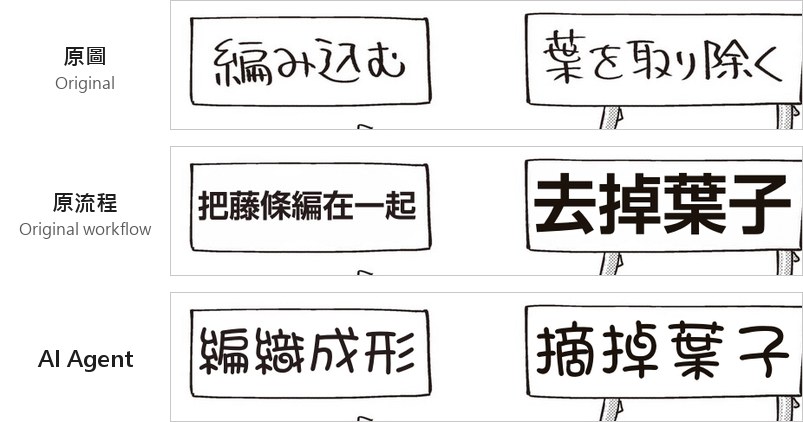 原圖
Original
編み込む
葉を取り除く
原流程
Original workflow
把藤條編在一起
去掉葉子
AI Agent
編織成形
摘掉葉子